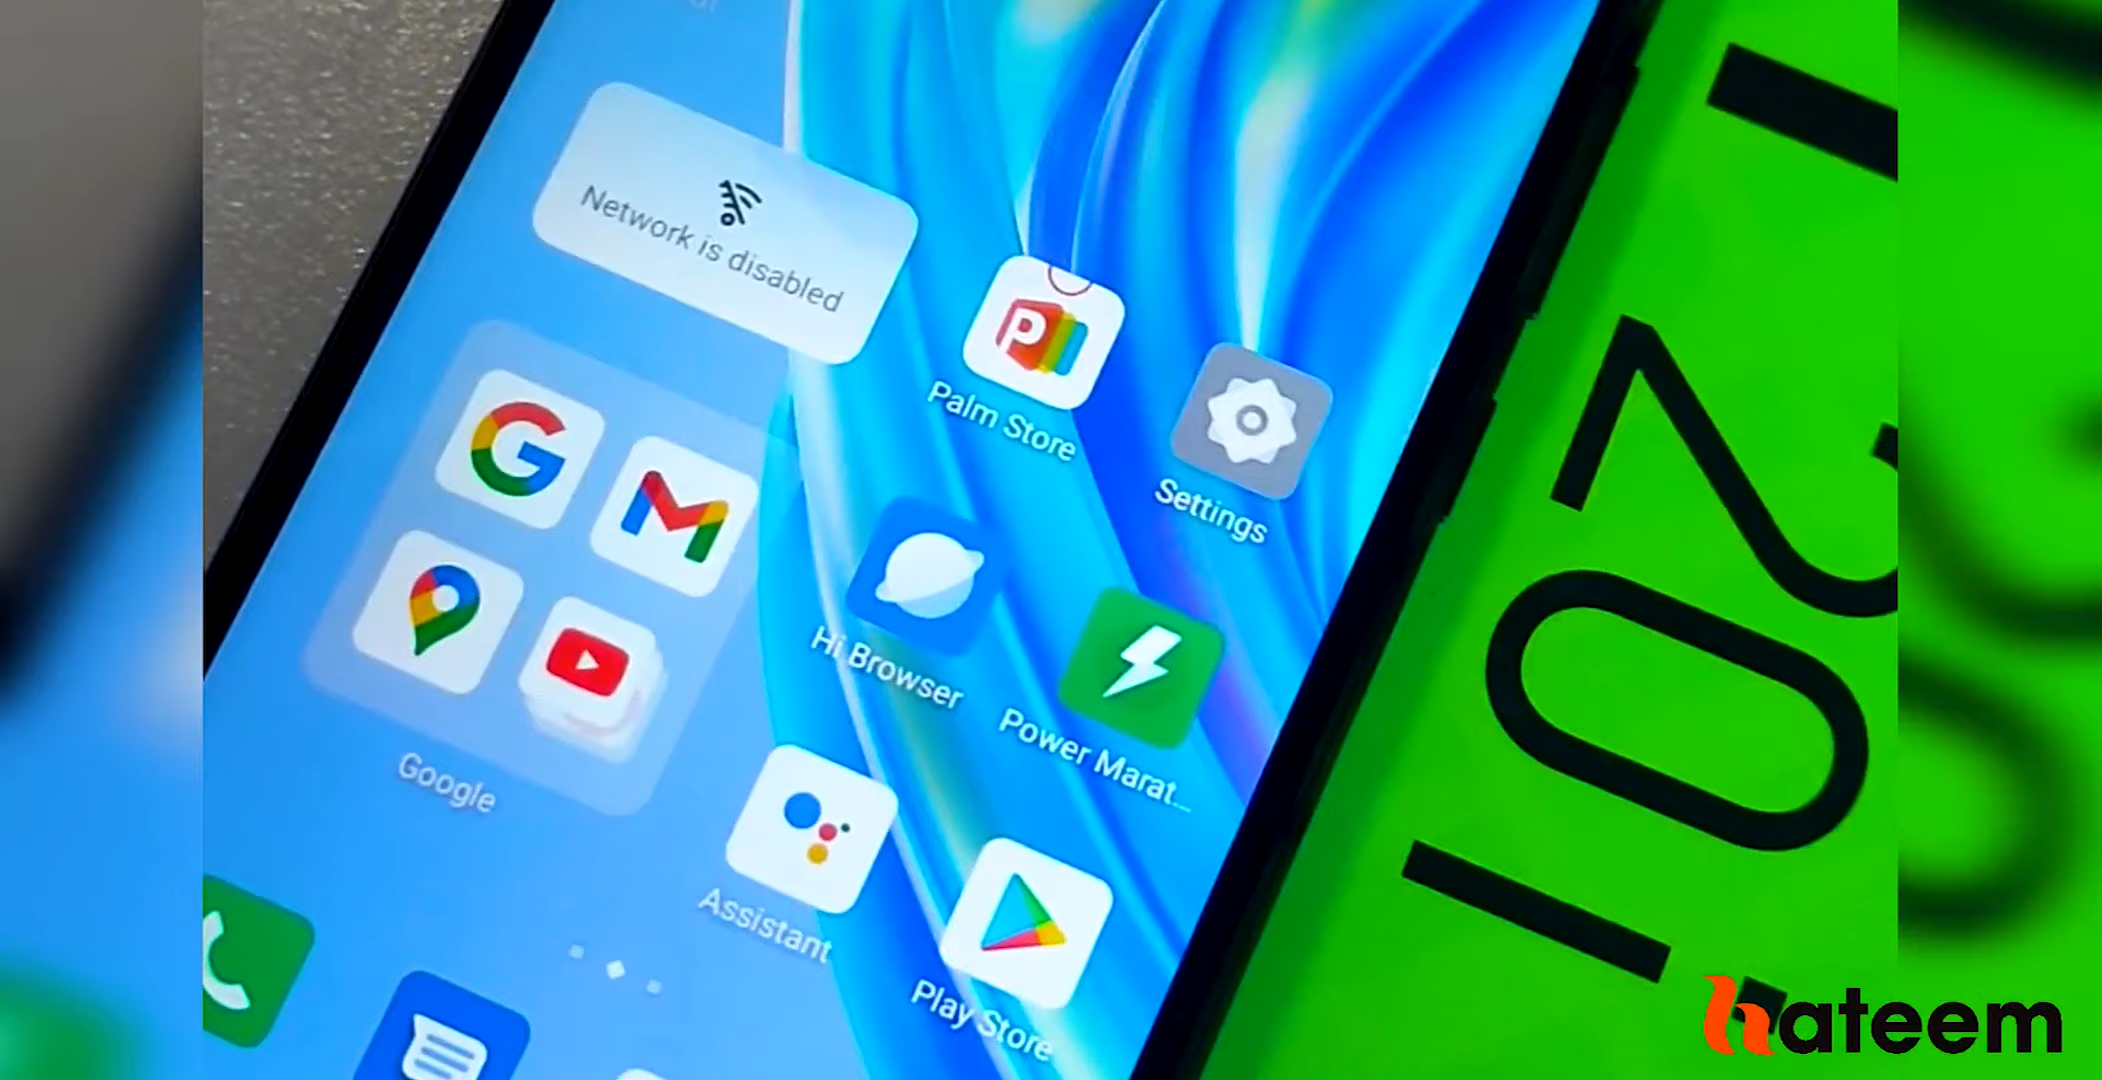 Network is disabled
Palm Store
Settings
Hi Browser
Power Marat...
Google
Assistant
Play Store
hateem